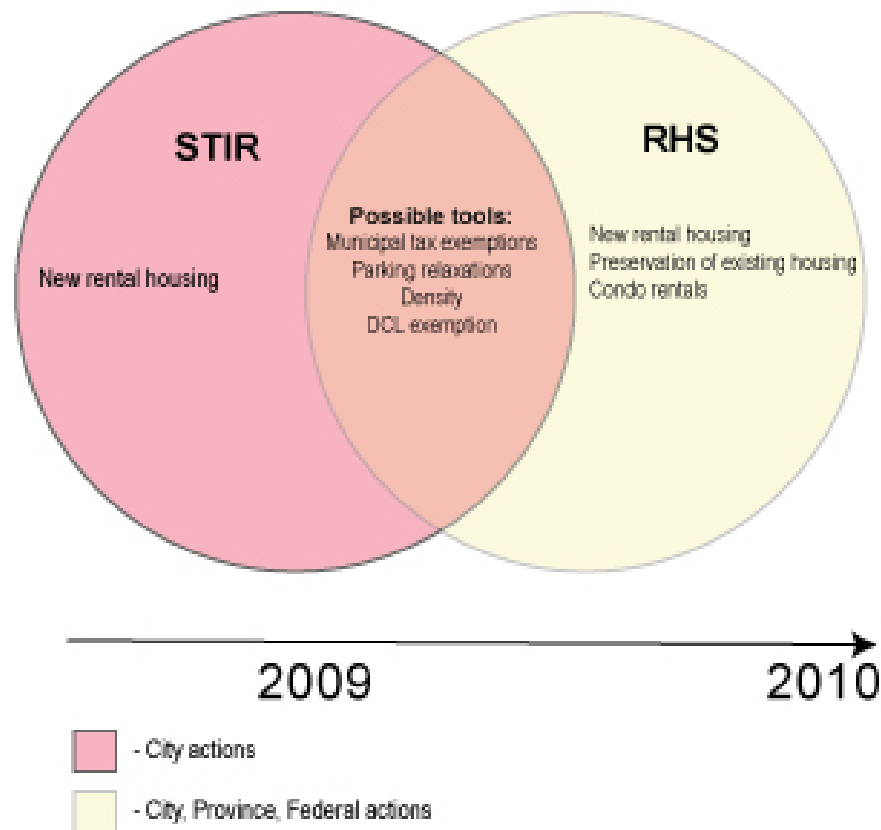 STIR
New rental housing
Possible tools:
Municipal tax exemptions
Parking relaxations
Density
DCL exemption
RHS
New rental housing
Preservation of existing housing
Condo rentals
2009
2010
- City actions
- City, Province, Federal actions